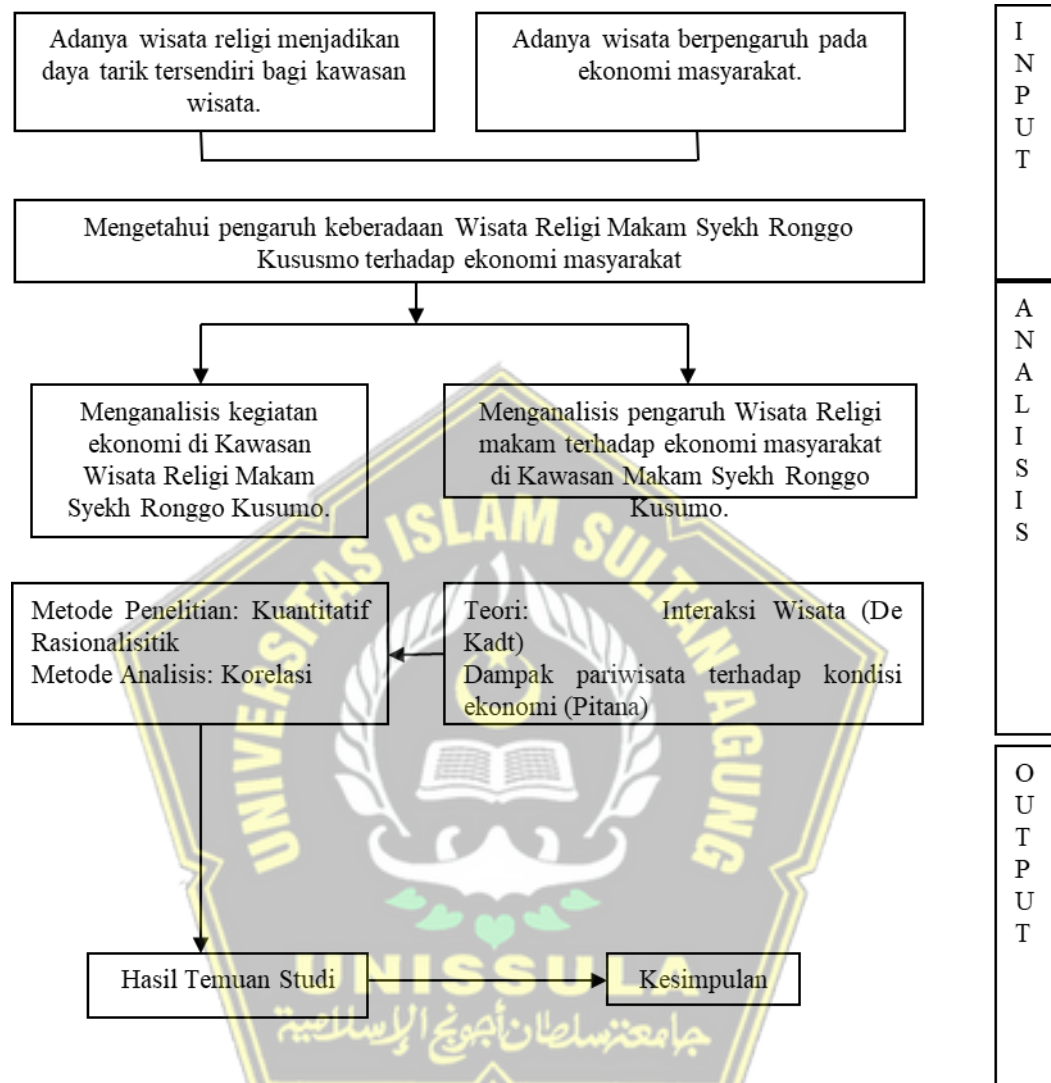 Adanya wisata religi menjadikan
daya tarik tersendiri bagi kawasan
wisata.
Adanya wisata berpengaruh pada
ekonomi masyarakat.
I
N
P
U
T
Mengetahui pengaruh keberadaan Wisata Religi Makam Syekh Ronggo
Kususmo terhadap ekonomi masyarakat
Menganalisis kegiatan
ekonomi di Kawasan
Wisata Religi Makam
Syekh Ronggo Kusumo.
Menganalisis pengaruh Wisata Religi
makam terhadap ekonomi masyarakat
di Kawasan Makam Syekh Ronggo
Kusumo.
A
N
A
L
I
S
I
S
Metode Penelitian: Kuantitatif
Rasionalisitik
Metode Analisis: Korelasi
Teori: Interaksi Wisata (De
Kadt)
Dampak pariwisata terhadap kondisi
ekonomi (Pitana)
O
U
T
P
U
T
Hasil Temuan Studi
Kesimpulan
UNIVERSITAS ISLAM SULTAN AGUNG
UNISSULA
جامعة سلطان أجونج الإسلامية